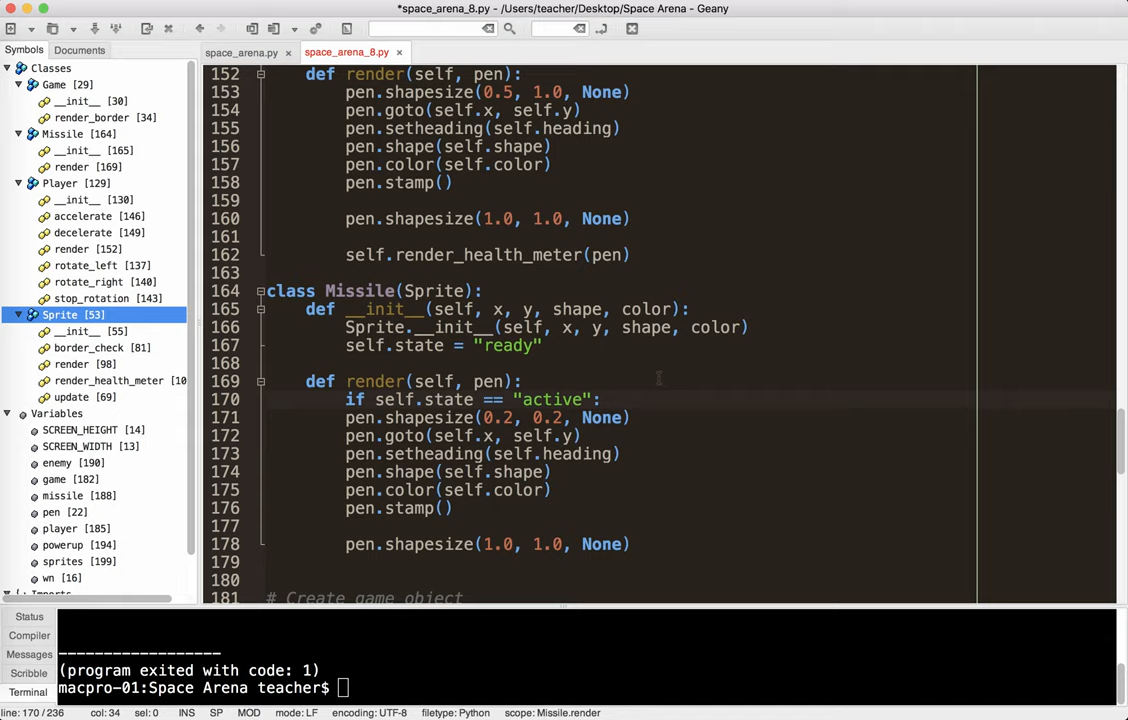 *space_arena_8.py - /Users/teacher/Desktop/Space Arena - Geany
Symbols Documents
space_arena.py × space_arena_8.py ×
Classes
Game [29]
__init__ [30]
render_border [34]
Missile [164]
__init__ [165]
render [169]
Player [129]
__init__ [130]
accelerate [146]
decelerate [149]
render [152]
rotate_left [137]
rotate_right [140]
stop_rotation [143]
Sprite [53]
__init__ [55]
border_check [81]
render [98]
render_health_meter [10
update [69]
Variables
SCREEN_HEIGHT [14]
SCREEN_WIDTH [13]
enemy [190]
game [182]
missile [188]
pen [22]
player [185]
powerup [194]
sprites [199]
wn [16]
152 def render(self, pen):
153 pen.shapesize(0.5, 1.0, None)
154 pen.goto(self.x, self.y)
155 pen.setheading(self.heading)
156 pen.shape(self.shape)
157 pen.color(self.color)
158 pen.stamp()
159
160 pen.shapesize(1.0, 1.0, None)
161
162 self.render_health_meter(pen)
163
164 class Missile(Sprite):
165 def __init__(self, x, y, shape, color):
166 Sprite.__init__(self, x, y, shape, color)
167 self.state = "ready"
168
169 def render(self, pen):
170 if self.state == "active":
171 pen.shapesize(0.2, 0.2, None)
172 pen.goto(self.x, self.y)
173 pen.setheading(self.heading)
174 pen.shape(self.shape)
175 pen.color(self.color)
176 pen.stamp()
177
178 pen.shapesize(1.0, 1.0, None)
179
180
181 # Create game object
Status
Compiler
Messages
Scribble
Terminal
------------------
(program exited with code: 1)
macpro-01:Space Arena teacher$
line: 170 / 236 col: 34 sel: 0 INS SP MOD mode: LF encoding: UTF-8 filetype: Python scope: Missile.render